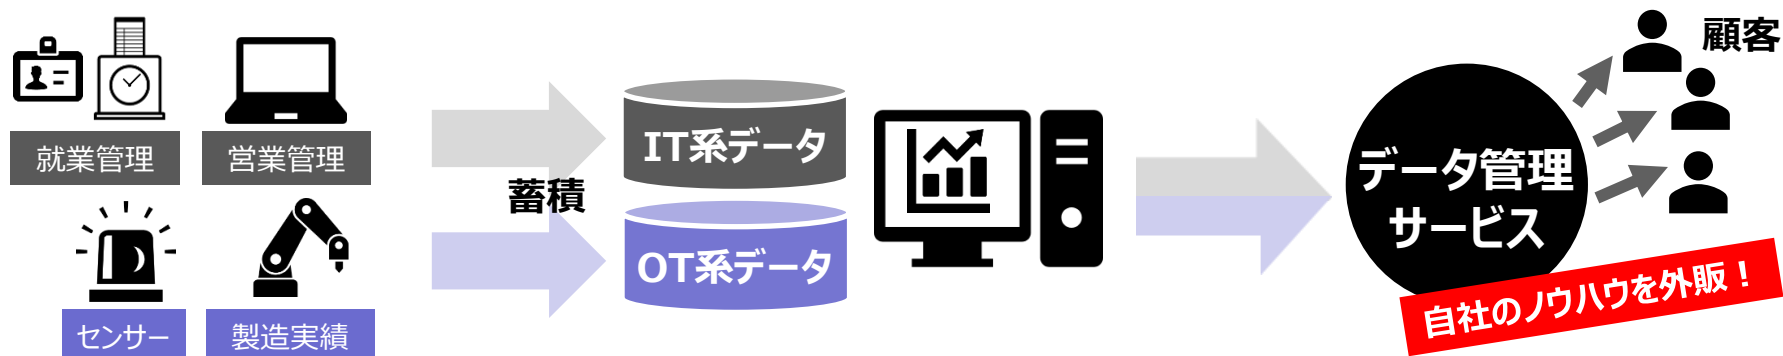 就業管理
営業管理
センサー
製造実績
蓄積
IT系データ
OT系データ
データ管理
サービス
顧客
自社のノウハウを外販！